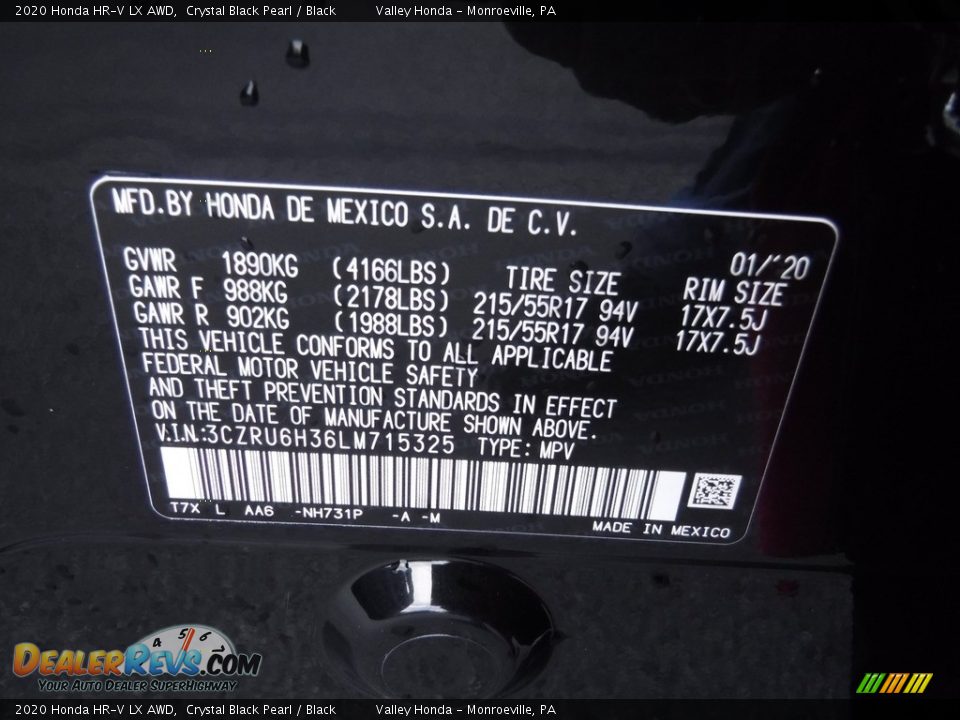 2020 Honda HR-V LX AWD, Crystal Black Pearl / Black Valley Honda - Monroeville, PA
MFD.BY HONDA DE MEXICO S.A. DE C.V.
01/'20
GVWR 1890KG (4166LBS) TIRE SIZE RIM SIZE
GAWR F 988KG (2178LBS) 215/55R17 94V 17X7.5J
GAWR R 902KG (1988LBS) 215/55R17 94V 17X7.5J
THIS VEHICLE CONFORMS TO ALL APPLICABLE
FEDERAL MOTOR VEHICLE SAFETY
AND THEFT PREVENTION STANDARDS IN EFFECT
ON THE DATE OF MANUFACTURE SHOWN ABOVE.
V.I.N.:3CZRU6H36LM715325 TYPE: MPV
T7X L AA6 -NH731P -A -M
MADE IN MEXICO
4 5 6
DEALERREVS.COM
YOUR AUTO DEALER SUPERHIGHWAY
2020 Honda HR-V LX AWD, Crystal Black Pearl / Black Valley Honda - Monroeville, PA